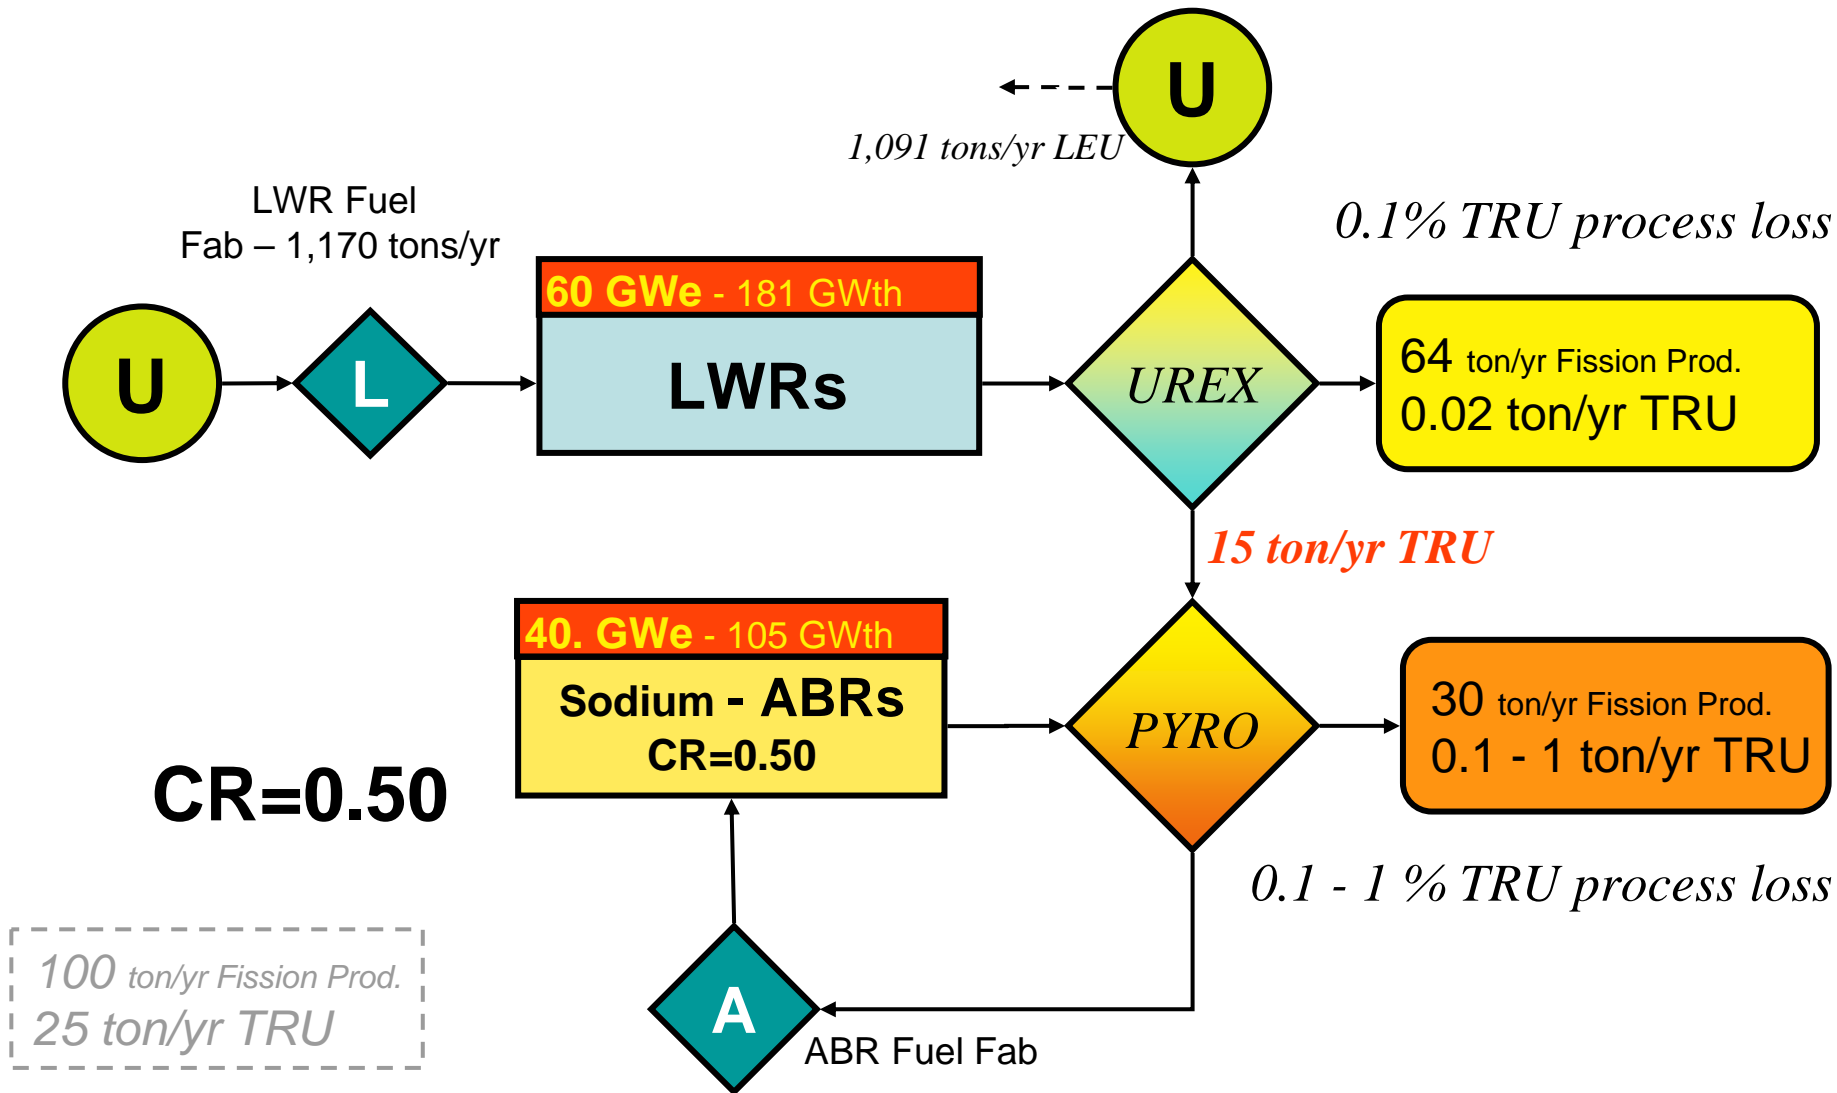 U
1,091 tons/yr LEU
LWR Fuel
Fab – 1,170 tons/yr
0.1% TRU process loss
60 GWe - 181 GWth
U
L
LWRs
UREX
64 ton/yr Fission Prod.
0.02 ton/yr TRU
15 ton/yr TRU
40. GWe - 105 GWth
Sodium - ABRs
CR=0.50
PYRO
30 ton/yr Fission Prod.
0.1 - 1 ton/yr TRU
CR=0.50
0.1 - 1 % TRU process loss
100 ton/yr Fission Prod.
25 ton/yr TRU
A
ABR Fuel Fab